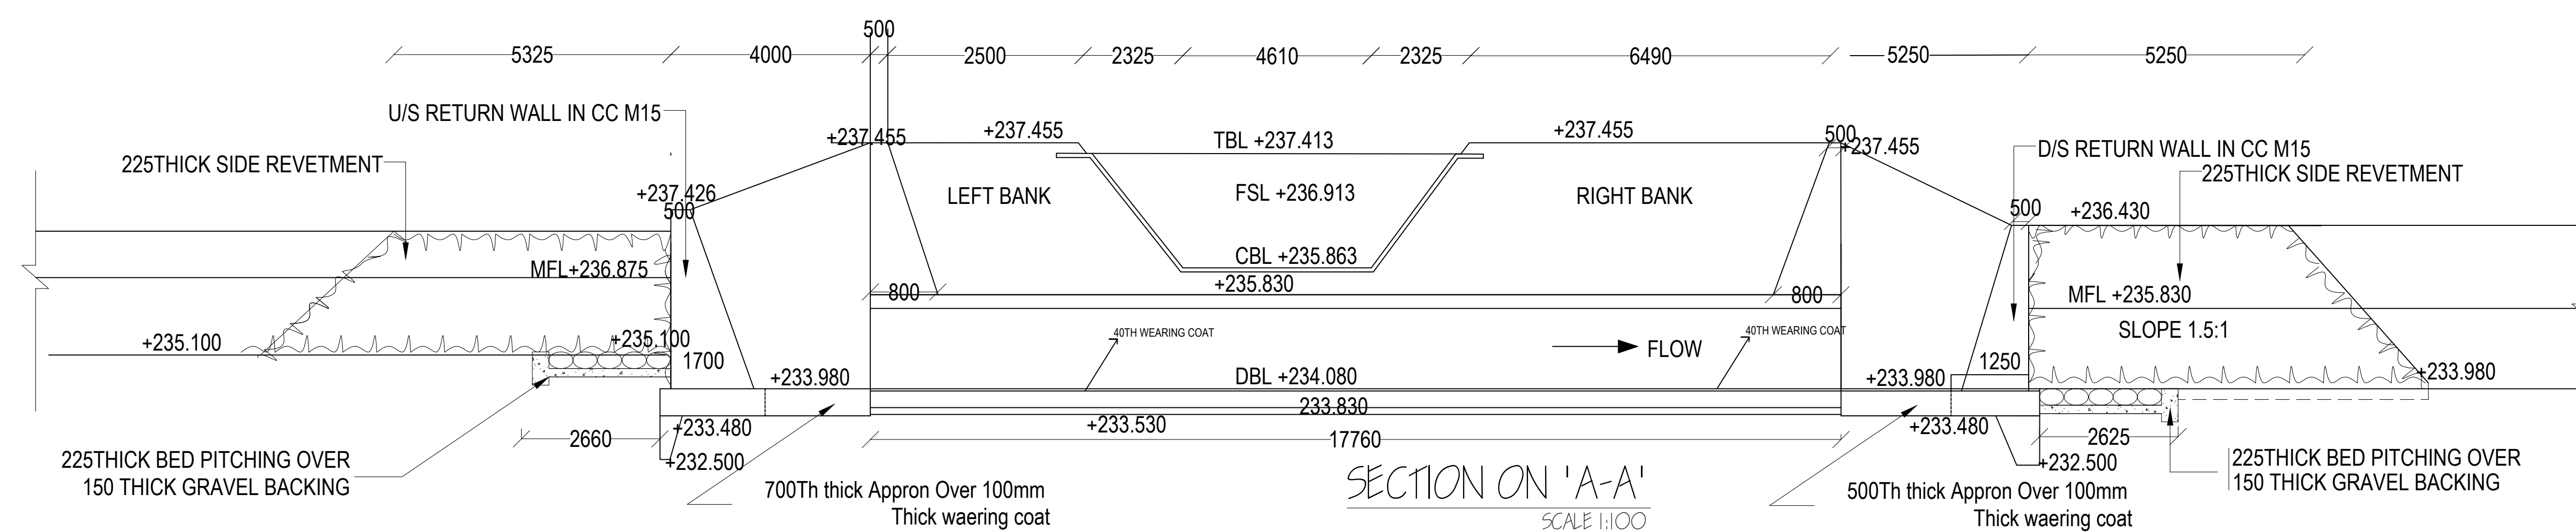 500
5325
4000
2500
2325
4610
2325
6490
5250
5250
U/S RETURN WALL IN CC M15
+237.455
+237.455
TBL +237.413
+237.455
500
+237.455
D/S RETURN WALL IN CC M15
225THICK SIDE REVETMENT
225THICK SIDE REVETMENT
+237.426
500
LEFT BANK
FSL +236.913
RIGHT BANK
500
+236.430
MFL+236.875
CBL +235.863
+235.830
800
800
MFL +235.830
+235.100
+235.100
40TH WEARING COAT
40TH WEARING COAT
SLOPE 1.5:1
1700
FLOW
1250
+233.980
DBL +234.080
+233.980
+233.980
233.830
+233.480
+233.530
+233.480
2660
17760
2625
+232.500
+232.500
225THICK BED PITCHING OVER
150 THICK GRAVEL BACKING
700Th thick Appron Over 100mm
Thick waering coat
SECTION ON 'A-A'
SCALE 1:100
500Th thick Appron Over 100mm
Thick waering coat
225THICK BED PITCHING OVER
150 THICK GRAVEL BACKING